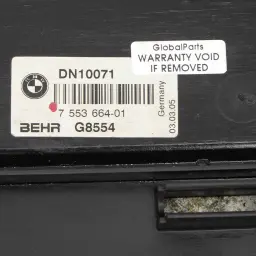 GlobalParts
WARRANTY VOID
IF REMOVED
DN10071
7 553 664-01
BEHR G8554
Germany
03.03.05